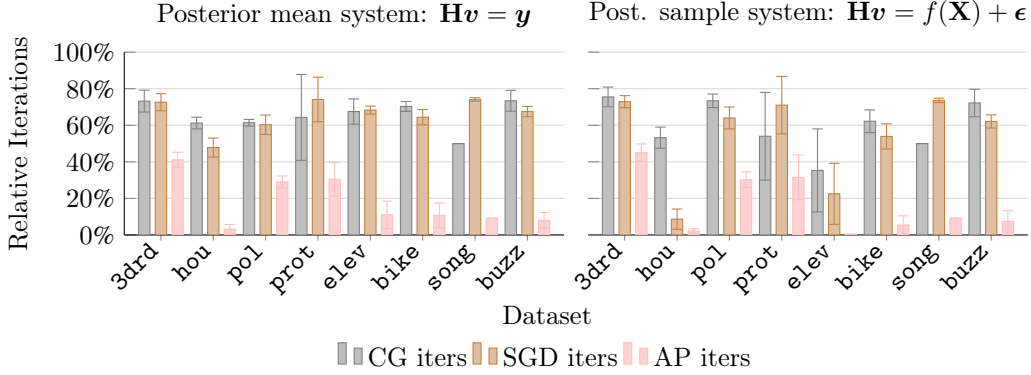 Posterior mean system: Hv = y
Post. sample system: Hv = f(X) + ϵ
Relative Iterations
100%
80%
60%
40%
20%
0%
3drd hou pol prot elev bike song buzz
3drd hou pol prot elev bike song buzz
Dataset
CG iters SGD iters AP iters